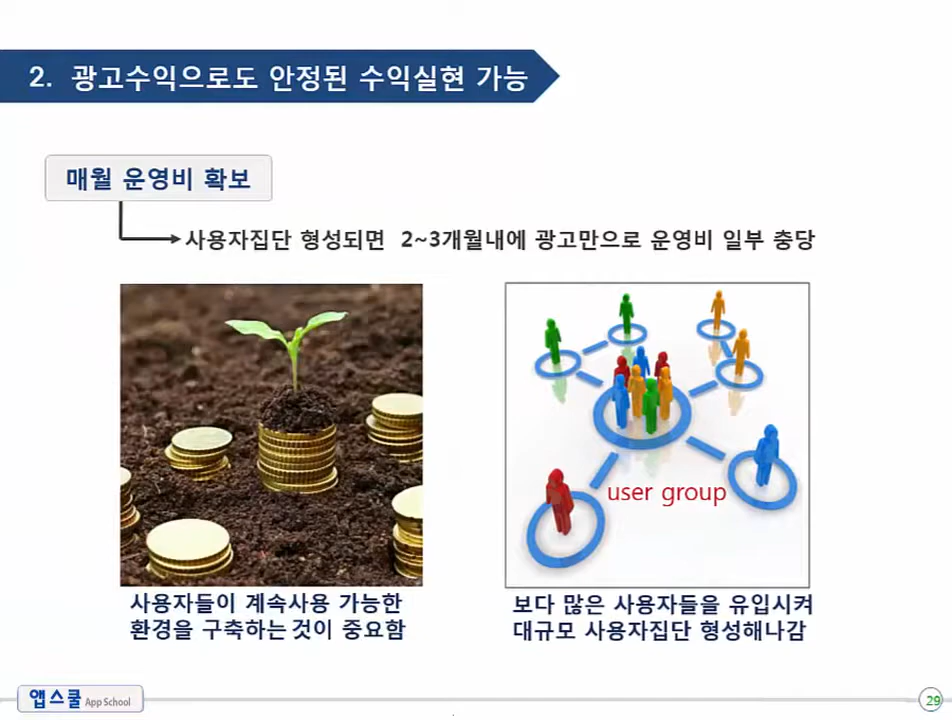 2. 광고수익으로도 안정된 수익실현 가능
매월 운영비 확보
사용자집단 형성되면 2~3개월내에 광고만으로 운영비 일부 충당
user group
사용자들이 계속사용 가능한
환경을 구축하는 것이 중요함
보다 많은 사용자들을 유입시켜
대규모 사용자집단 형성해나감
앱스쿨 App School
29